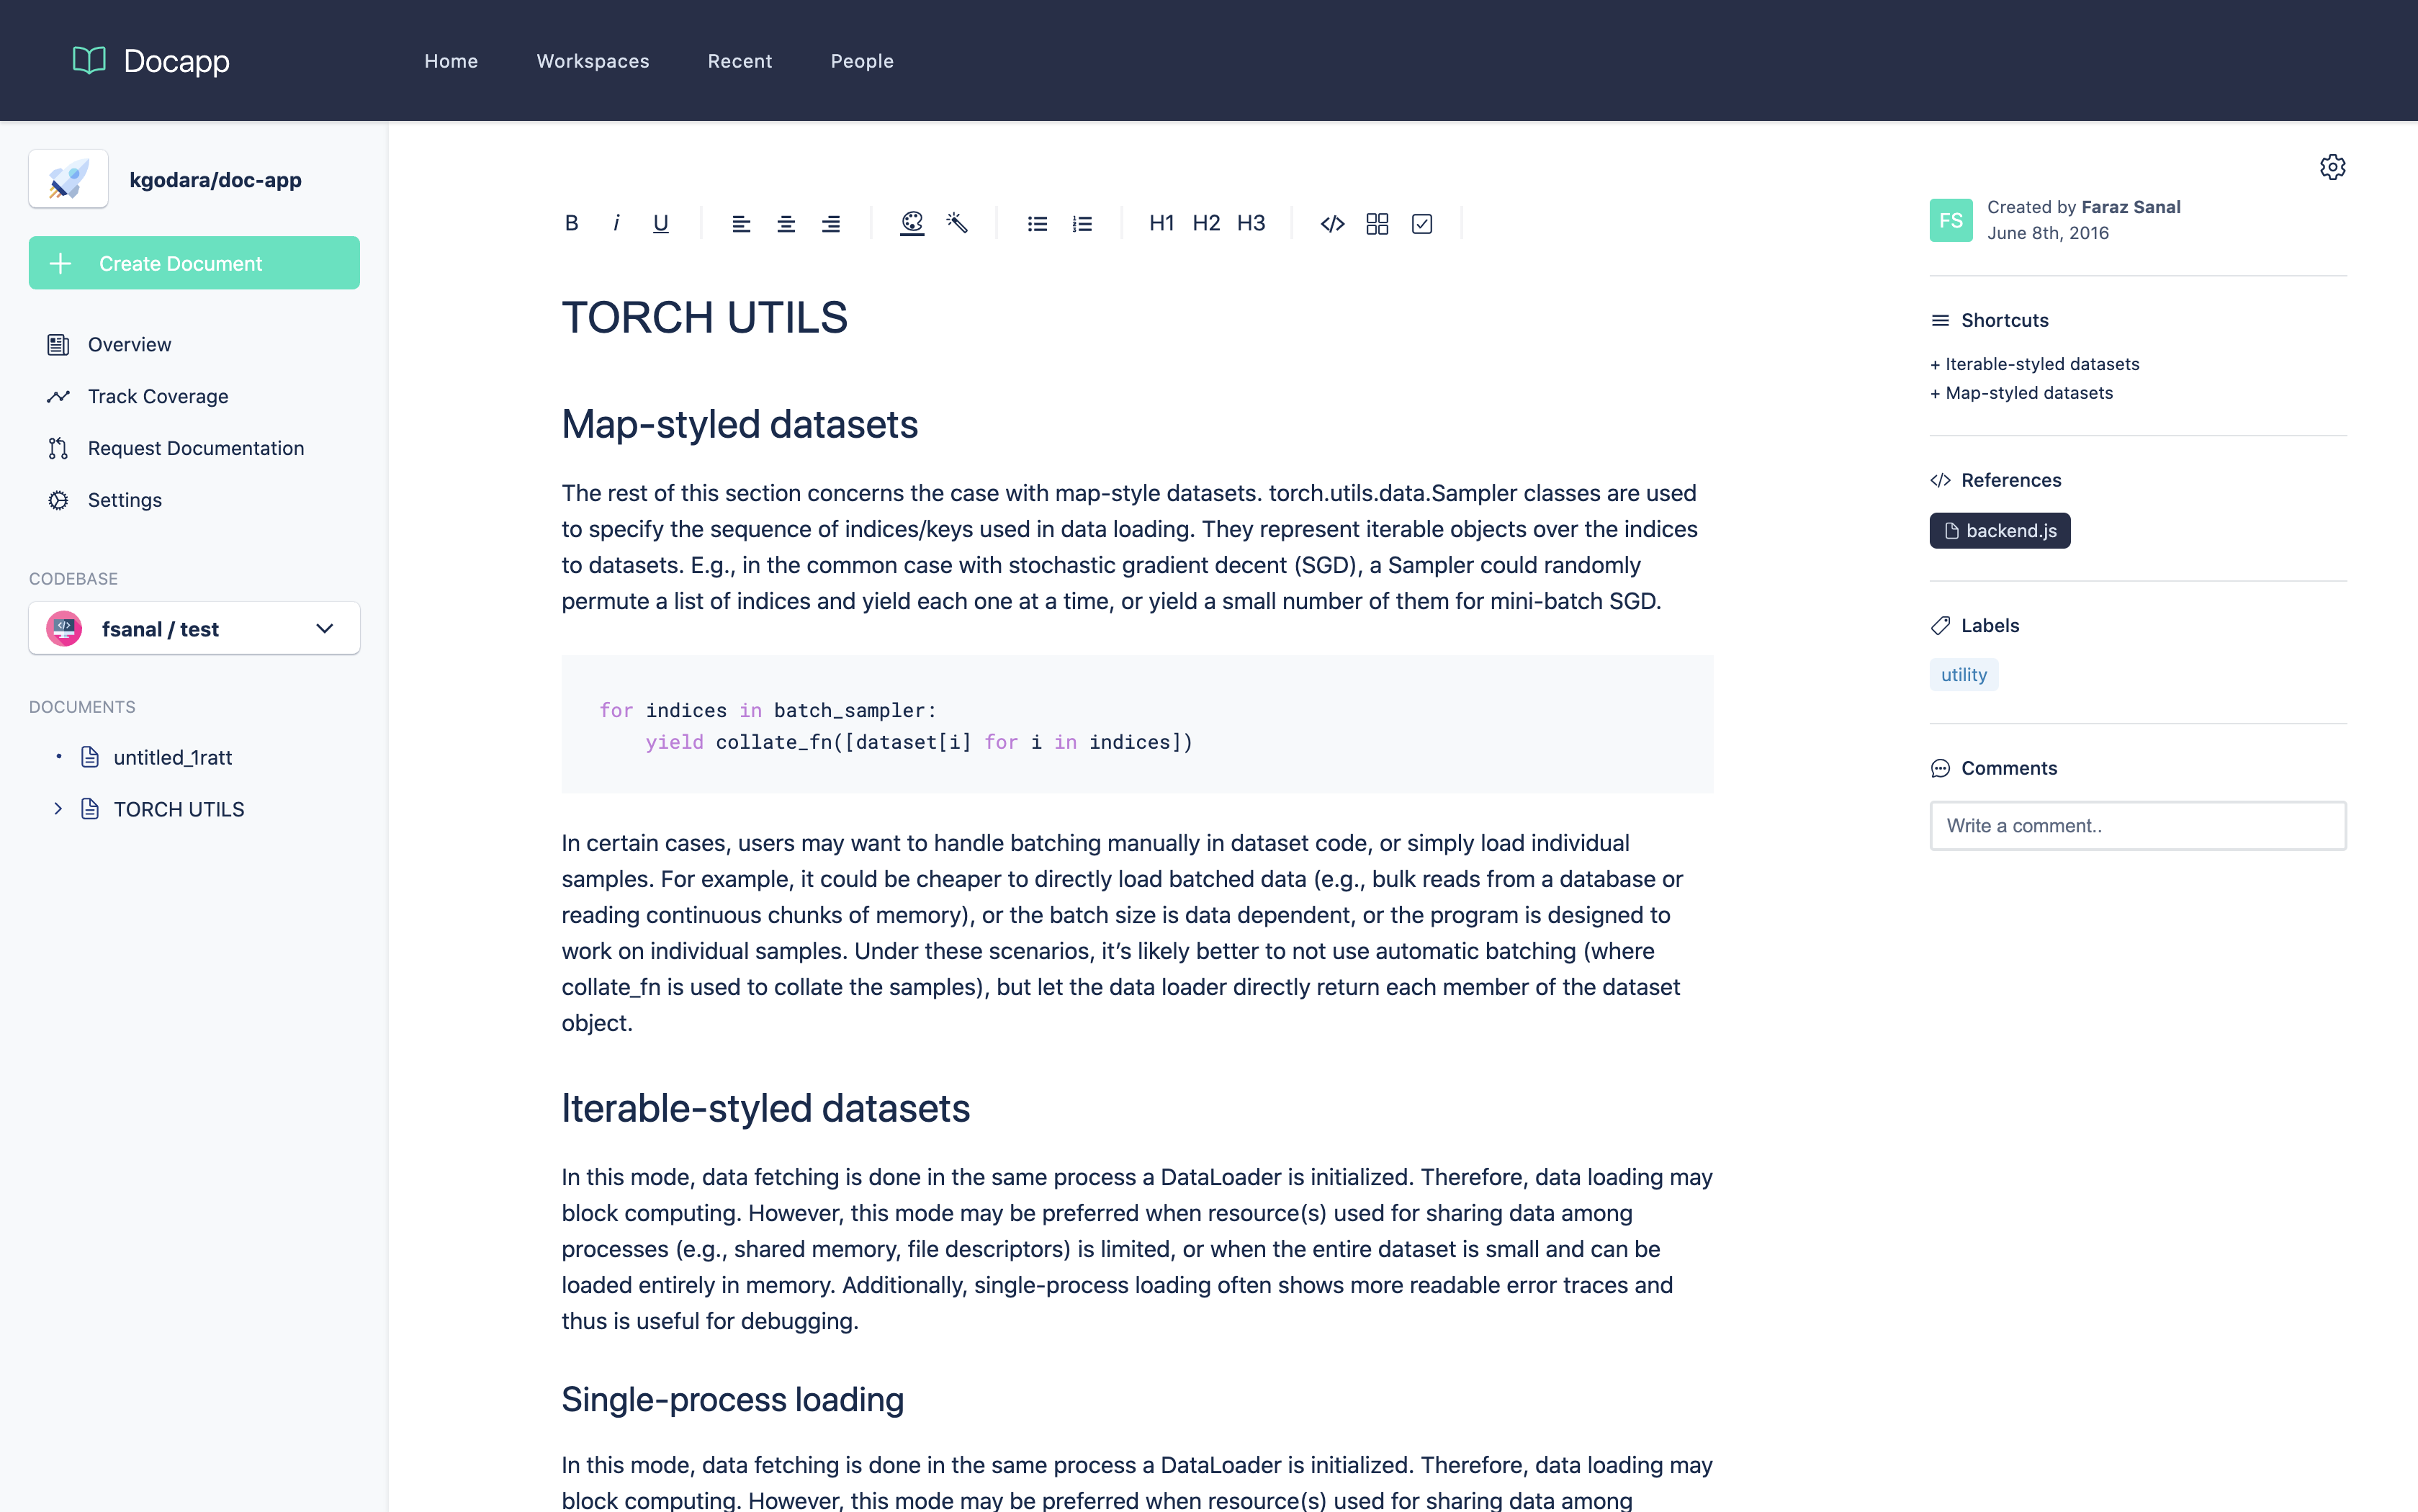 Docapp
Home
Workspaces
Recent
People
kgodara/doc-app
Create Document
Overview
Track Coverage
Request Documentation
Settings
CODEBASE
fsanal / test
DOCUMENTS
untitled_1ratt
TORCH UTILS
B i U H1 H2 H3
TORCH UTILS
Map-styled datasets
The rest of this section concerns the case with map-style datasets. torch.utils.data.Sampler classes are used
to specify the sequence of indices/keys used in data loading. They represent iterable objects over the indices
to datasets. E.g., in the common case with stochastic gradient decent (SGD), a Sampler could randomly
permute a list of indices and yield each one at a time, or yield a small number of them for mini-batch SGD.
for indices in batch_sampler:
    yield collate_fn([dataset[i] for i in indices])
In certain cases, users may want to handle batching manually in dataset code, or simply load individual
samples. For example, it could be cheaper to directly load batched data (e.g., bulk reads from a database or
reading continuous chunks of memory), or the batch size is data dependent, or the program is designed to
work on individual samples. Under these scenarios, it’s likely better to not use automatic batching (where
collate_fn is used to collate the samples), but let the data loader directly return each member of the dataset
object.
Iterable-styled datasets
In this mode, data fetching is done in the same process a DataLoader is initialized. Therefore, data loading may
block computing. However, this mode may be preferred when resource(s) used for sharing data among
processes (e.g., shared memory, file descriptors) is limited, or when the entire dataset is small and can be
loaded entirely in memory. Additionally, single-process loading often shows more readable error traces and
thus is useful for debugging.
Single-process loading
In this mode, data fetching is done in the same process a DataLoader is initialized. Therefore, data loading may
block computing. However, this mode may be preferred when resource(s) used for sharing data among
FS
Created by Faraz Sanal
June 8th, 2016
Shortcuts
+ Iterable-styled datasets
+ Map-styled datasets
</> References
backend.js
Labels
utility
Comments
Write a comment..